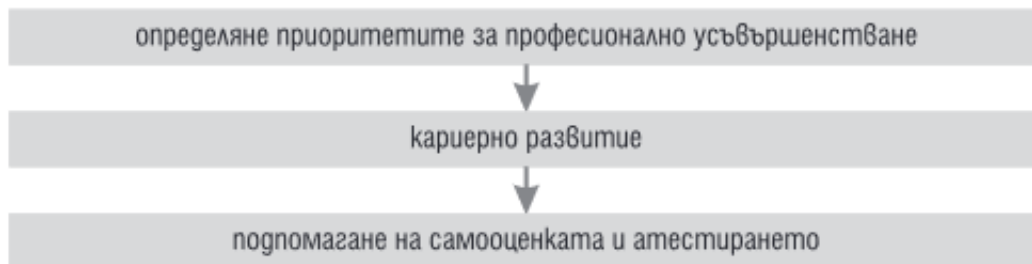 определяне приоритетите за професионално усъвършенстване
кариерно развитие
подпомагане на самооценката и атестирането